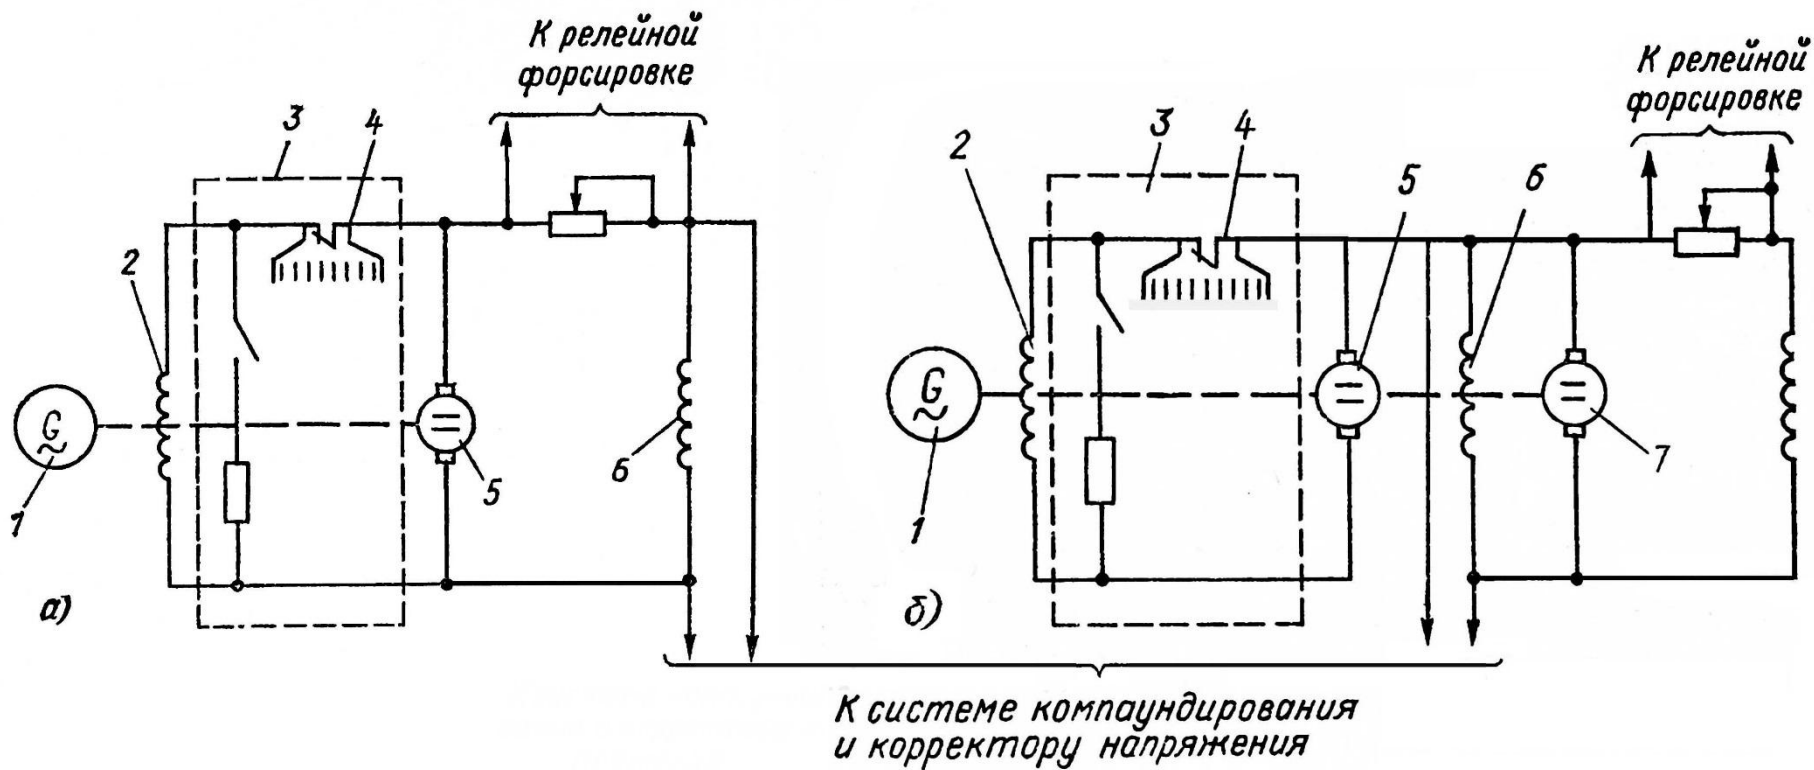 К релейной
форсировке
3
4
2
G
~
1
5
6
а)
К релейной
форсировке
2
3
4
5
6
G
~
1
7
б)
К системе компаундирования
и корректору напряжения